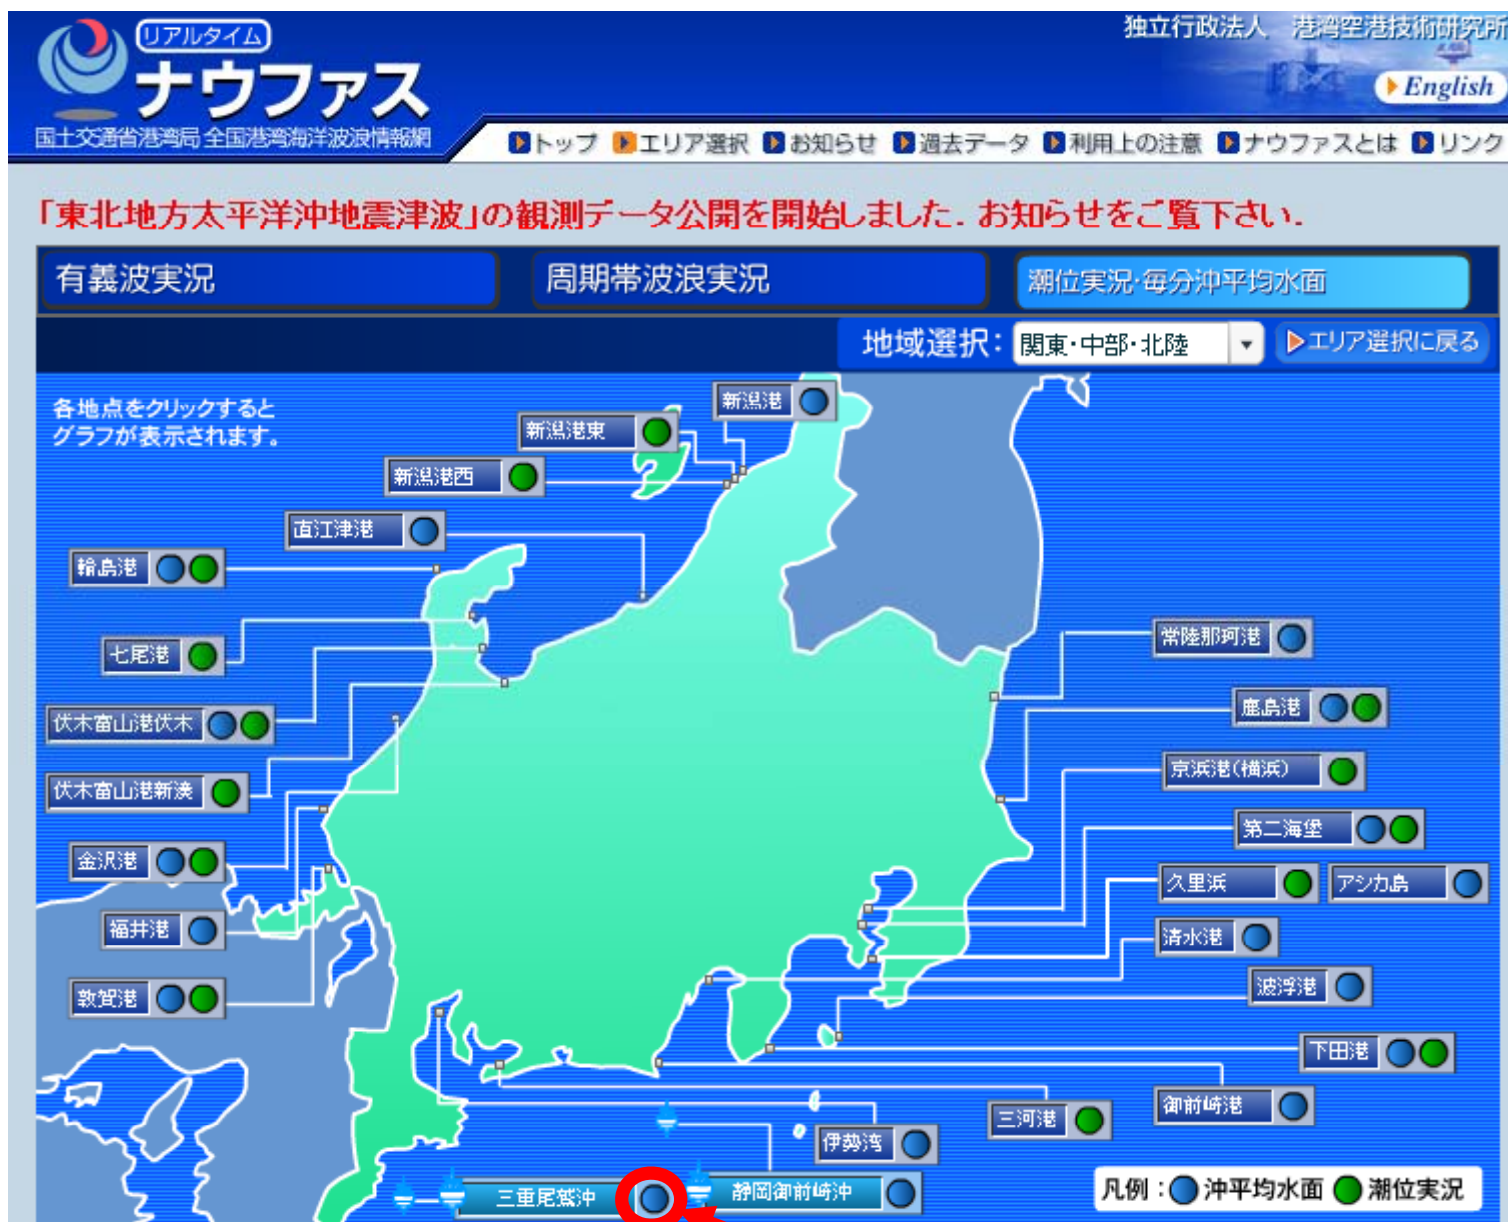 独立行政法人 港湾空港技術研究所
リアルタイム
ナウファス
English
国土交通省港湾局 全国港湾海洋波浪情報網
トップ エリア選択 お知らせ 過去データ 利用上の注意 ナウファスとは リンク
「東北地方太平洋沖地震津波」の観測データ公開を開始しました. お知らせをご覧下さい.
有義波実況 周期帯波浪実況 潮位実況・毎分沖平均水面
地域選択: 関東・中部・北陸 エリア選択に戻る
各地点をクリックすると
グラフが表示されます。
新潟港
新潟港東
新潟港西
直江津港
輪島港
常陸那珂港
七尾港
鹿島港
伏木富山港伏木
京浜港(横浜)
伏木富山港新湊
第二海堡
金沢港
久里浜 アシカ島
福井港
清水港
敦賀港
波浮港
下田港
御前崎港
三河港
伊勢湾
三重尾鷲沖 静岡御前崎沖
凡例:沖平均水面 潮位実況